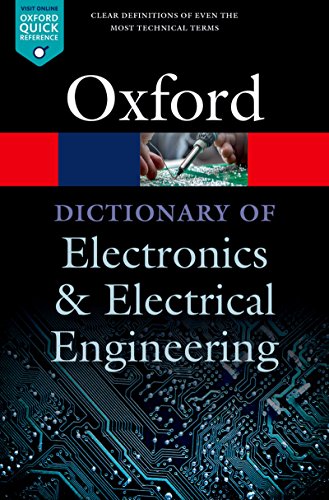 VISIT ONLINE
OXFORD
QUICK
REFERENCE
CLEAR DEFINITIONS OF EVEN THE
MOST TECHNICAL TERMS
Oxford
DICTIONARY OF
Electronics
& Electrical
Engineering